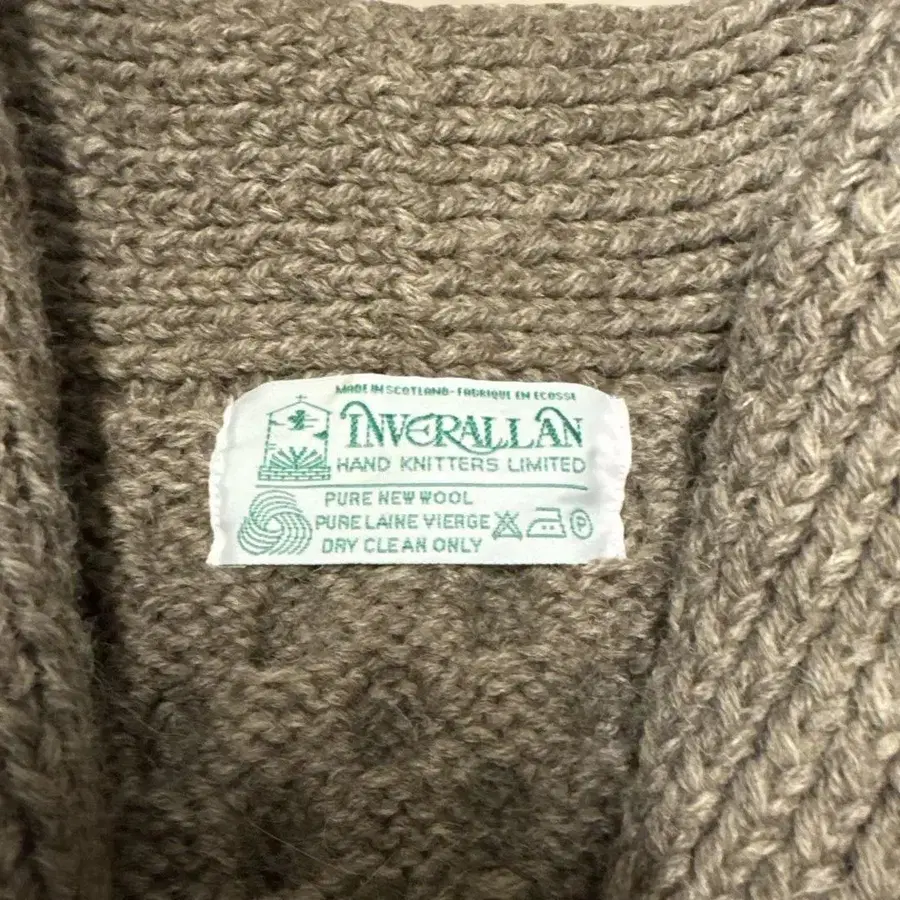 MADE IN SCOTLAND-FABRIQUE EN ECOSSE
INVERALLAN
HAND KNITTERS LIMITED
PURE NEW WOOL
PURE LAINE VIERGE
DRY CLEAN ONLY
P